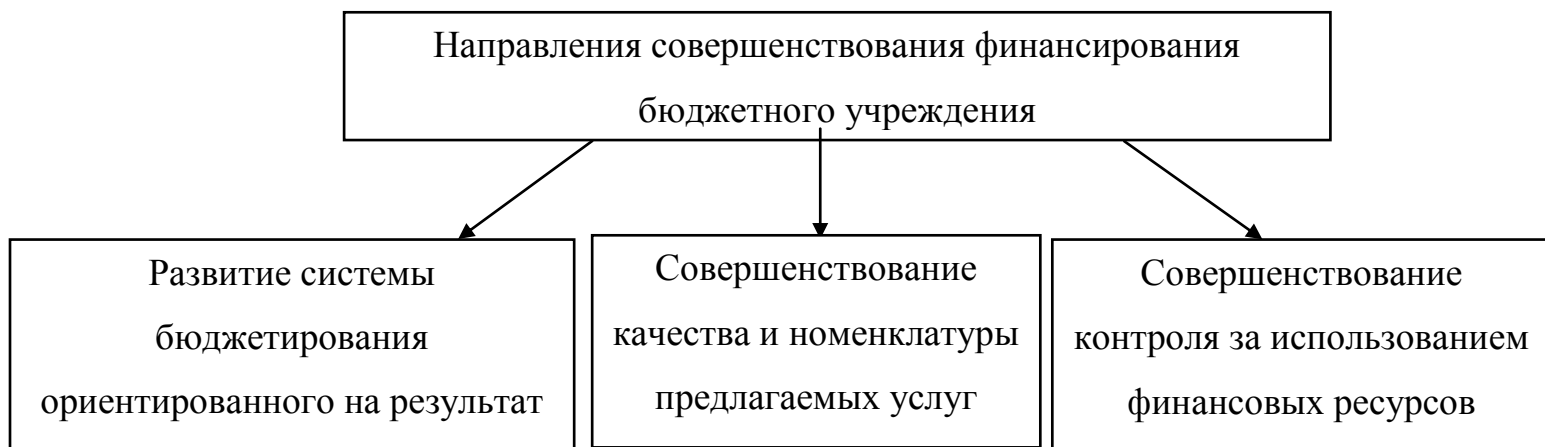 Направления совершенствования финансирования
бюджетного учреждения
Развитие системы
бюджетирования
ориентированного на результат
Совершенствование
качества и номенклатуры
предлагаемых услуг
Совершенствование
контроля за использованием
финансовых ресурсов